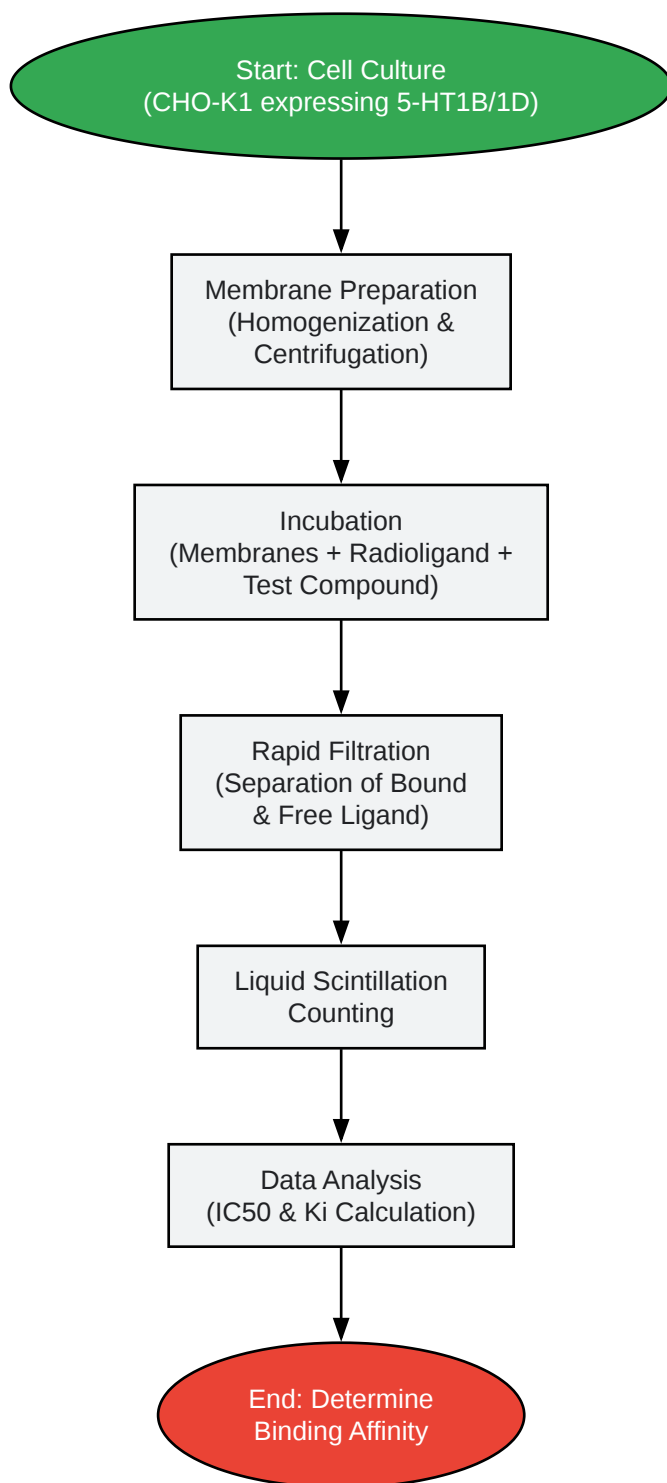 Start: Cell Culture
(CHO-K1 expressing 5-HT1B/1D)
Membrane Preparation
(Homogenization &
Centrifugation)
Incubation
(Membranes + Radioligand +
Test Compound)
Rapid Filtration
(Separation of Bound
& Free Ligand)
Liquid Scintillation
Counting
Data Analysis
(IC50 & Ki Calculation)
End: Determine
Binding Affinity